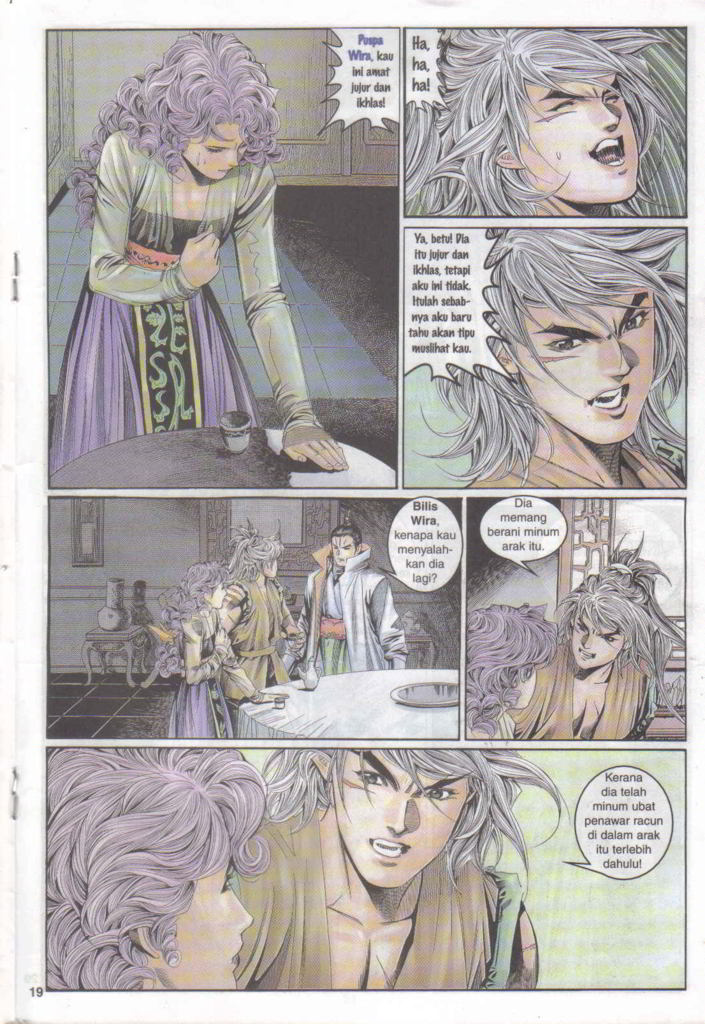 Puspa
Wira, kau
ini amat
jujur dan
ikhlas!
Ha,
ha,
ha!
Ya, betul! Dia
itu jujur dan
ikhlas, tetapi
aku ini tidak.
Itulah sebab-
nya aku baru
tahu akan tipu
muslihat kau.
Bilis
Wira,
kenapa kau
menyalah-
kan dia
lagi?
Dia
memang
berani minum
arak itu.
Kerana
dia telah
minum ubat
penawar racun
di dalam arak
itu terlebih
dahulu!
19